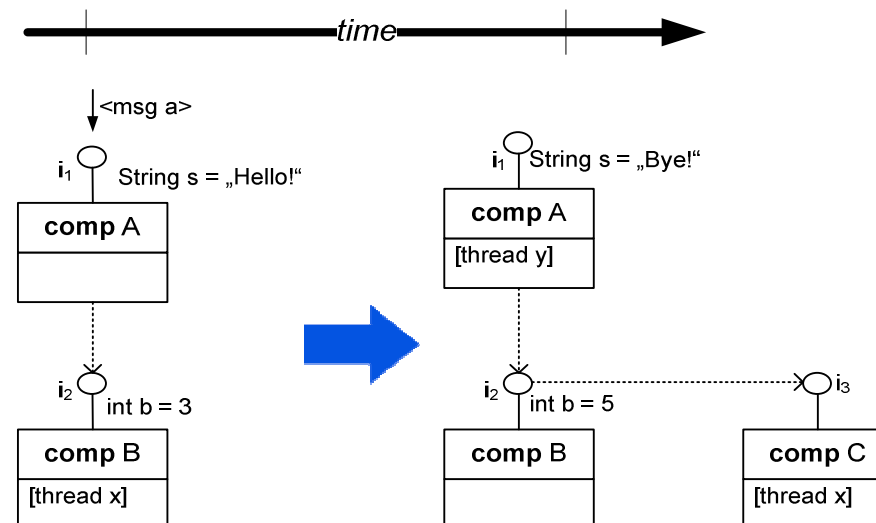 time
<msg a>
i1
String s = „Hello!“
comp A
i2
int b = 3
comp B
[thread x]
i1
String s = „Bye!“
comp A
[thread y]
i2
int b = 5
i3
comp B
comp C
[thread x]